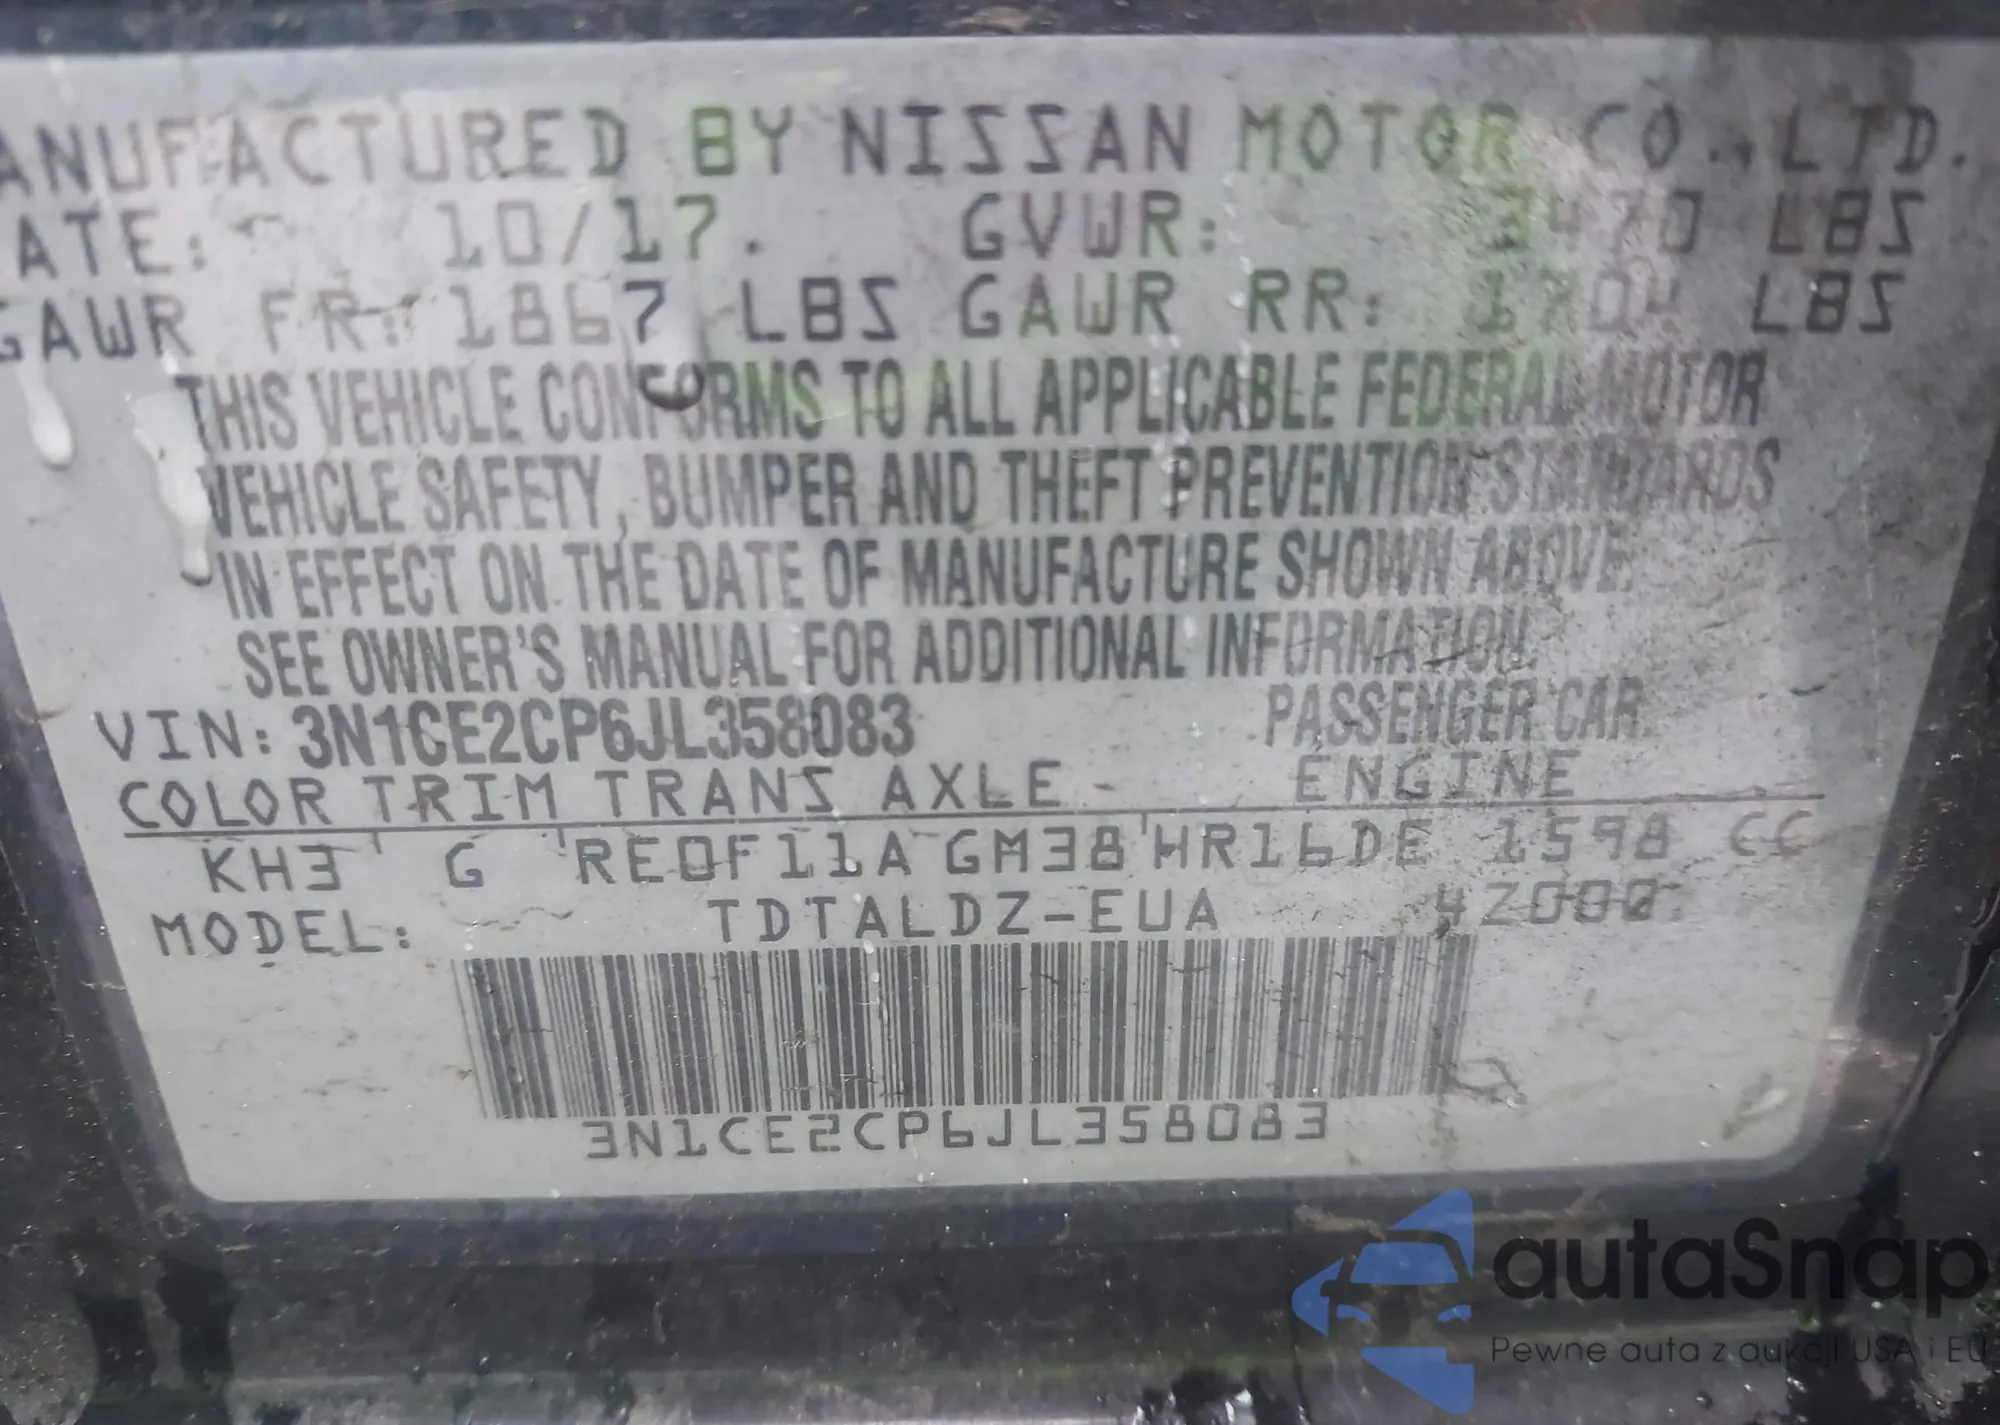 ANUFACTURED BY NISSAN MOTOR CO., LTD.
ATE: 10/17. GVWR: 3470 LBS
GAWR FR: 1867 LBS GAWR RR: 1704 LBS
THIS VEHICLE CONFORMS TO ALL APPLICABLE FEDERAL MOTOR
VEHICLE SAFETY, BUMPER AND THEFT PREVENTION STANDARDS
IN EFFECT ON THE DATE OF MANUFACTURE SHOWN ABOVE.
SEE OWNER'S MANUAL FOR ADDITIONAL INFORMATION.
VIN: 3N1CE2CP6JL358083 PASSENGER CAR
COLOR TRIM TRANS AXLE ENGINE
KH3 G RE0F11A GM38 HR16DE 1598 CC
MODEL: TDTALDZ-EUA 4Z000
3N1CE2CP6JL358083
autaSnap
Pewne auta z aukcji USA i EU